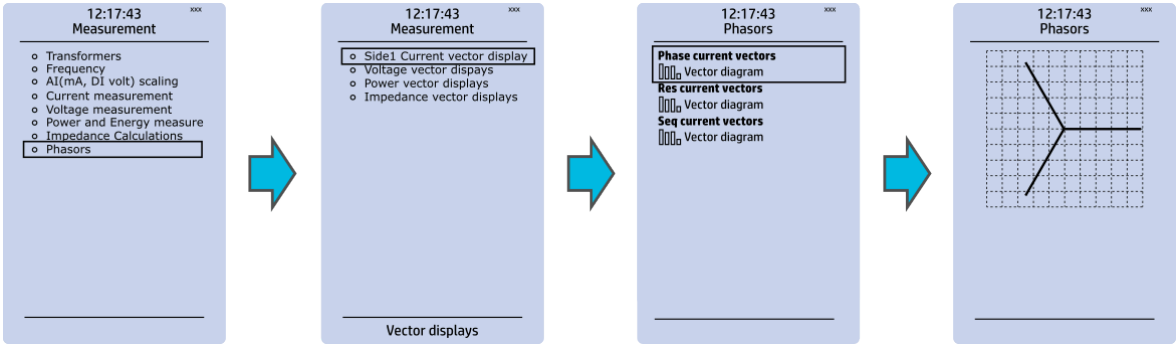 12:17:43
xxx
Measurement
Transformers
Frequency
AI(mA, DI volt) scaling
Current measurement
Voltage measurement
Power and Energy measure
Impedance Calculations
Phasors
12:17:43
xxx
Measurement
Side1 Current vector display
Voltage vector dispays
Power vector displays
Impedance vector displays
Vector displays
12:17:43
xxx
Phasors
Phase current vectors
Vector diagram
Res current vectors
Vector diagram
Seq current vectors
Vector diagram
12:17:43
xxx
Phasors